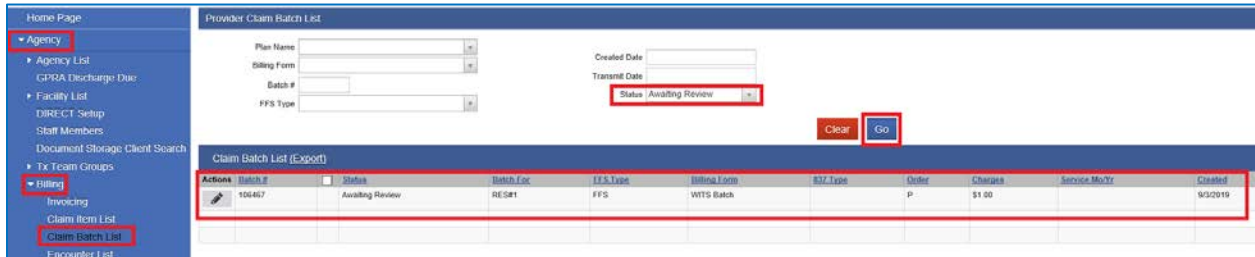 Home Page
Agency
Agency List
GPRA Discharge Due
Facility List
DIRECT Setup
Staff Members
Document Storage Client Search
Tx Team Groups
Billing
Invoicing
Claim Item List
Claim Batch List
Encounter List
Provider Claim Batch List
Plan Name
Billing Form
Batch #
FFS Type
Created Date
Transmit Date
Status Awaiting Review
Clear Go
Claim Batch List (Export)
Actions Batch # Status Batch For FFS Type Billing Form 837 Type Order Charges Service Mo/Yr Created
106467 Awaiting Review RES#1 FFS WITS Batch P $1.00 9/3/2019